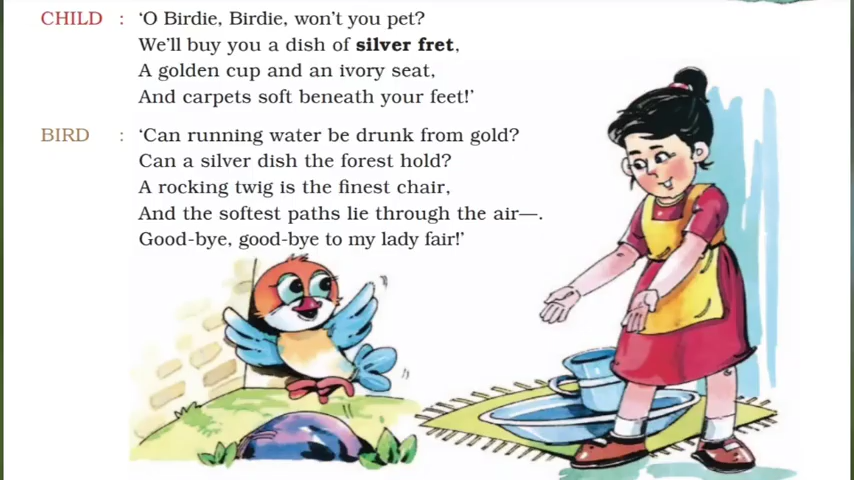 CHILD : ‘O Birdie, Birdie, won’t you pet?
We’ll buy you a dish of silver fret,
A golden cup and an ivory seat,
And carpets soft beneath your feet!’
BIRD : ‘Can running water be drunk from gold?
Can a silver dish the forest hold?
A rocking twig is the finest chair,
And the softest paths lie through the air—.
Good-bye, good-bye to my lady fair!’